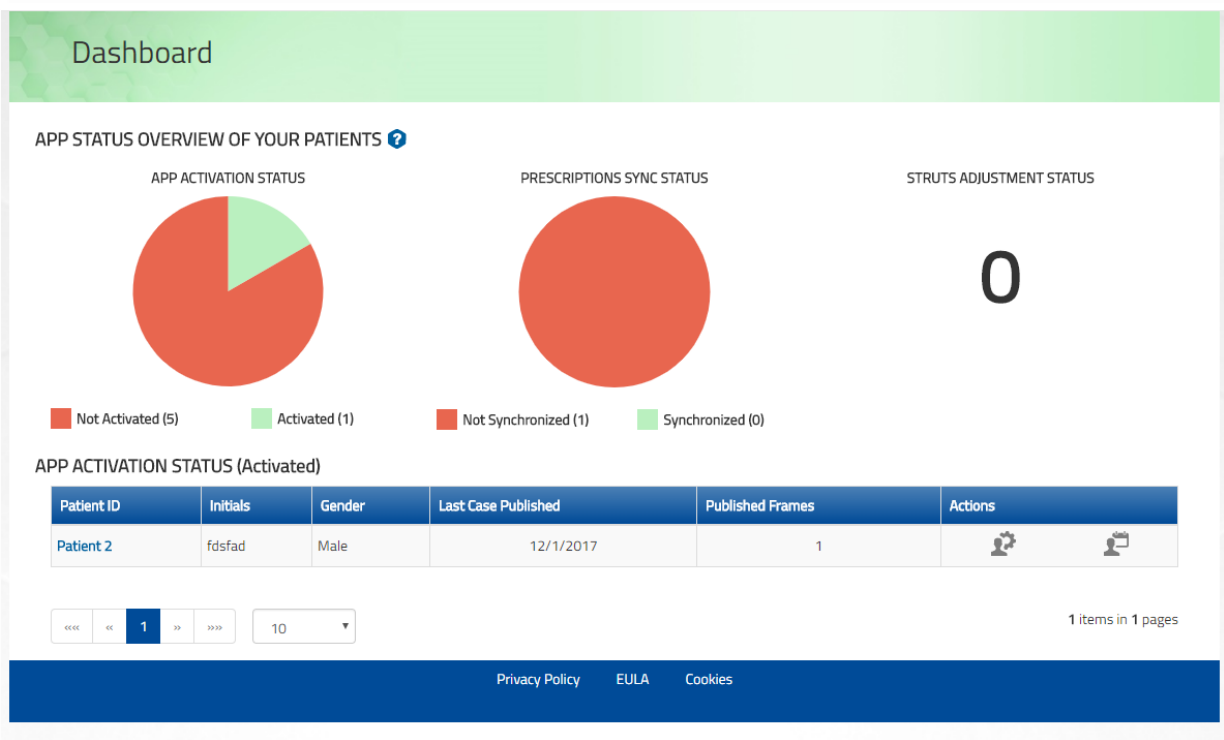 Dashboard
APP STATUS OVERVIEW OF YOUR PATIENTS ?
APP ACTIVATION STATUS
PRESCRIPTIONS SYNC STATUS
STRUTS ADJUSTMENT STATUS
0
Not Activated (5) Activated (1)
Not Synchronized (1) Synchronized (0)
APP ACTIVATION STATUS (Activated)
Patient ID Initials Gender Last Case Published Published Frames Actions
Patient 2 fdsfad Male 12/1/2017 1
«« « 1 » »» 10 ▼ 1 items in 1 pages
Privacy Policy EULA Cookies